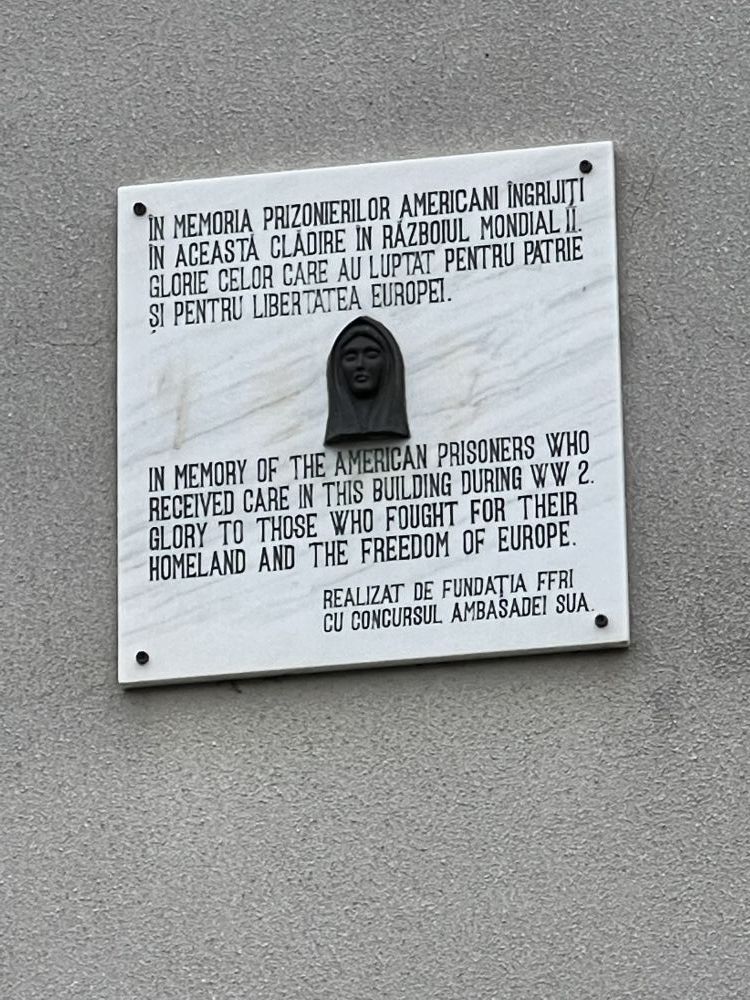 ÎN MEMORIA PRIZONIERILOR AMERICANI ÎNGRIJIȚI
ÎN ACEASTĂ CLĂDIRE ÎN RĂZBOIUL MONDIAL II.
GLORIE CELOR CARE AU LUPTAT PENTRU PATRIE
ȘI PENTRU LIBERTATEA EUROPEI.
IN MEMORY OF THE AMERICAN PRISONERS WHO
RECEIVED CARE IN THIS BUILDING DURING WW 2.
GLORY TO THOSE WHO FOUGHT FOR THEIR
HOMELAND AND THE FREEDOM OF EUROPE.
REALIZAT DE FUNDAȚIA FFRI
CU CONCURSUL AMBASADEI SUA.